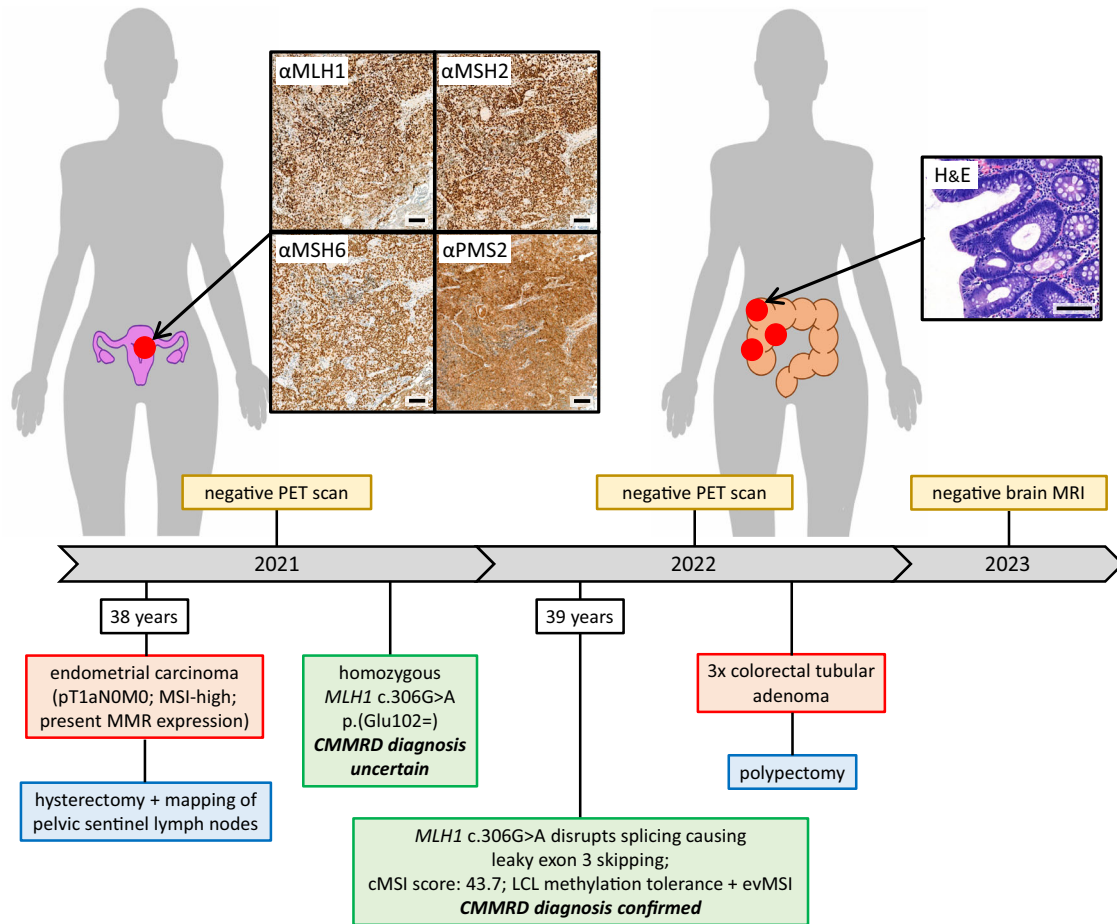 αMLH1
αMSH2
αMSH6
αPMS2
H&E
negative PET scan
negative PET scan
negative brain MRI
2021
2022
2023
38 years
39 years
endometrial carcinoma
(pT1aN0M0; MSI-high;
present MMR expression)
hysterectomy + mapping of
pelvic sentinel lymph nodes
homozygous
MLH1 c.306G>A
p.(Glu102=)
CMMRD diagnosis
uncertain
3x colorectal tubular
adenoma
polypectomy
MLH1 c.306G>A disrupts splicing causing
leaky exon 3 skipping;
cMSI score: 43.7; LCL methylation tolerance + evMSI
CMMRD diagnosis confirmed